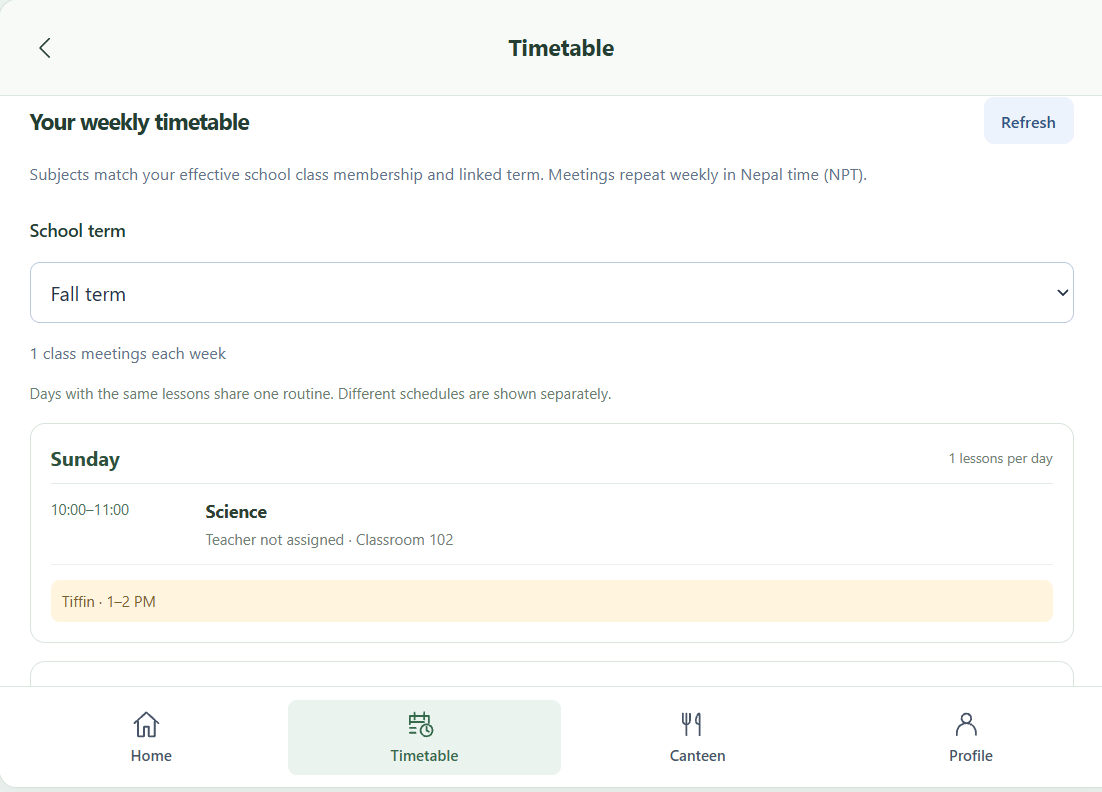 Timetable
Your weekly timetable
Refresh
Subjects match your effective school class membership and linked term. Meetings repeat weekly in Nepal time (NPT).
School term
Fall term
1 class meetings each week
Days with the same lessons share one routine. Different schedules are shown separately.
Sunday
1 lessons per day
10:00–11:00
Science
Teacher not assigned · Classroom 102
Tiffin · 1–2 PM
Home
Timetable
Canteen
Profile